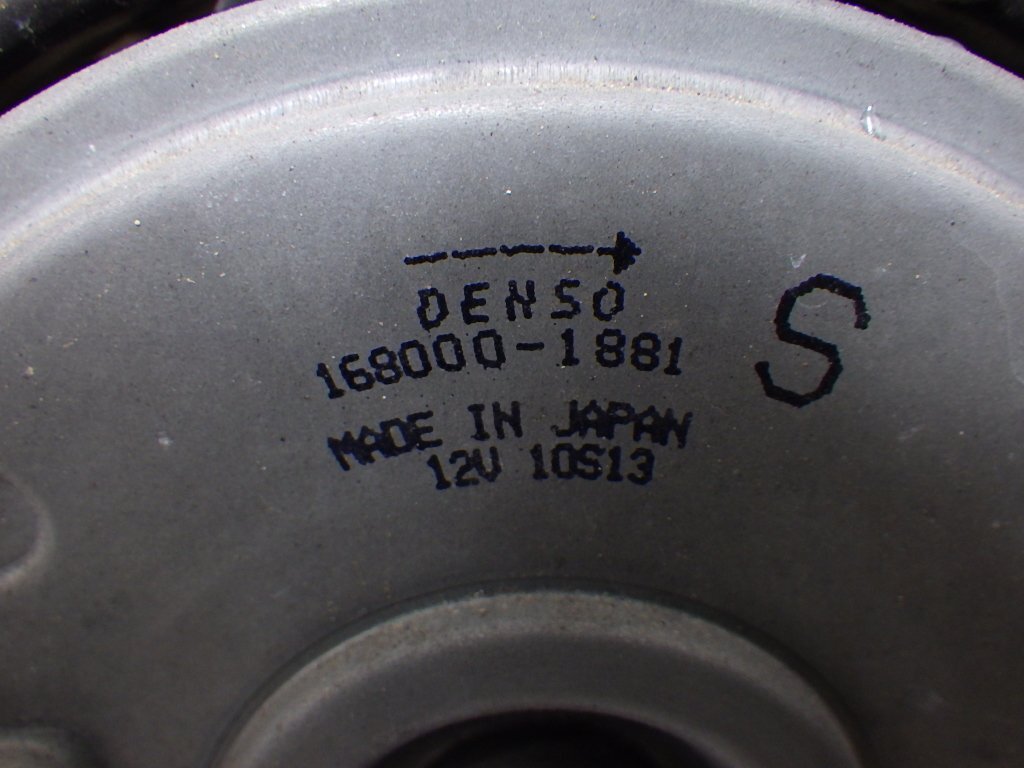 DENSO
168000-1881
S
MADE IN JAPAN
12V 10S13